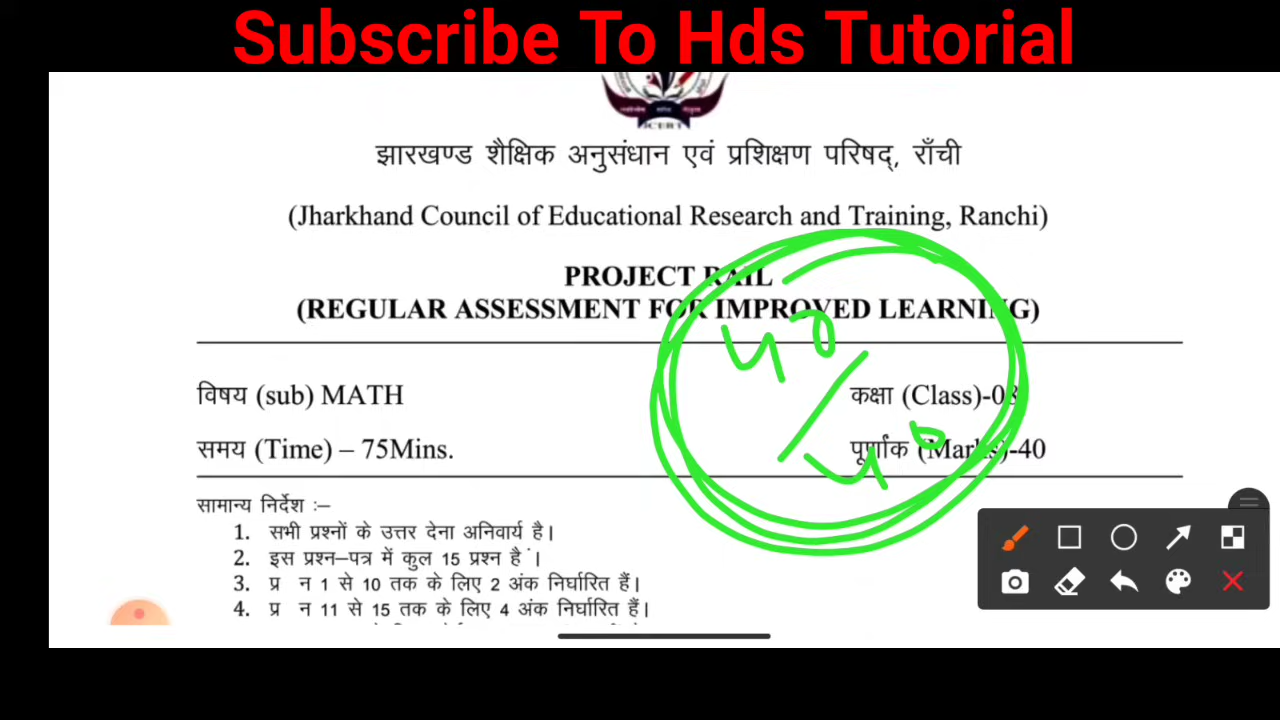 Subscribe To Hds Tutorial
झारखण्ड शैक्षिक अनुसंधान एवं प्रशिक्षण परिषद्, राँची
(Jharkhand Council of Educational Research and Training, Ranchi)
PROJECT RAIL
(REGULAR ASSESSMENT FOR IMPROVED LEARNING)
विषय (sub) MATH
कक्षा (Class)-08
समय (Time) – 75Mins.
पूर्णांक (Marks)-40
40/40
सामान्य निर्देश :–
1. सभी प्रश्नों के उत्तर देना अनिवार्य है।
2. इस प्रश्न–पत्र में कुल 15 प्रश्न है ं।
3. प्र न 1 से 10 तक के लिए 2 अंक निर्घारित हैं।
4. प्र न 11 से 15 तक के लिए 4 अंक निर्घारित हैं।